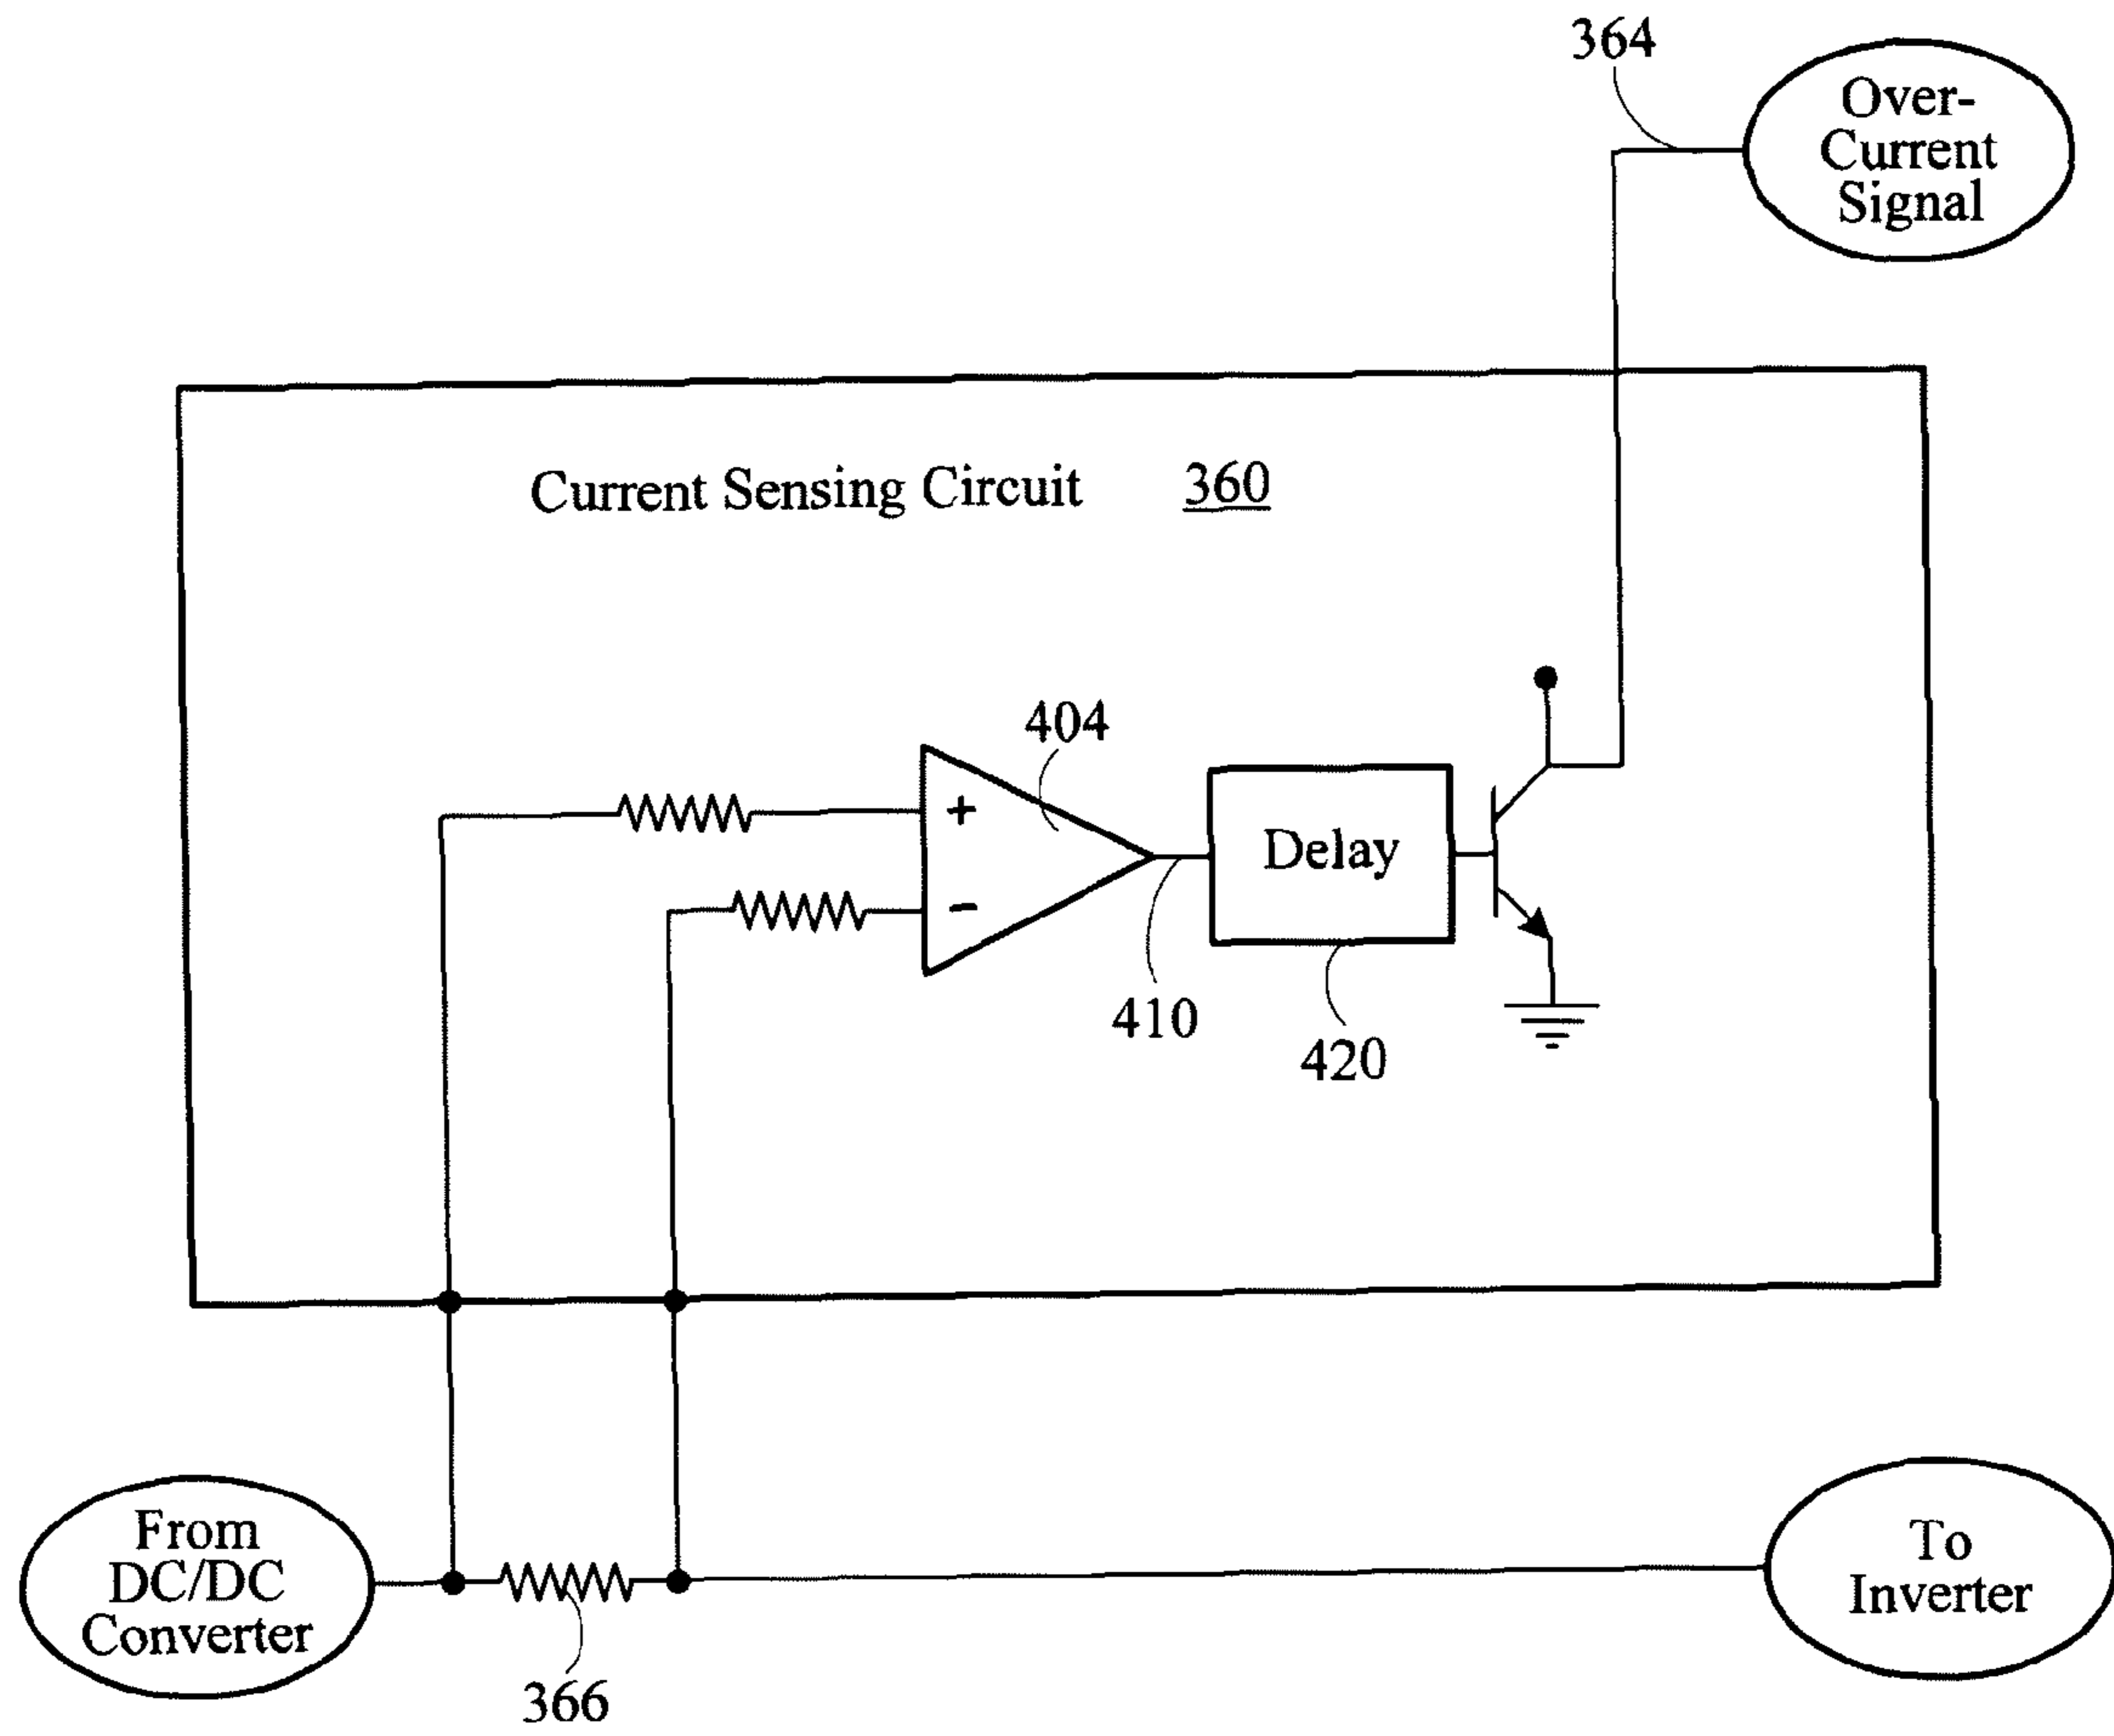 364
Over-
Current
Signal
Current Sensing Circuit 360
404
+
-
Delay
410
420
From
DC/DC
Converter
To
Inverter
366